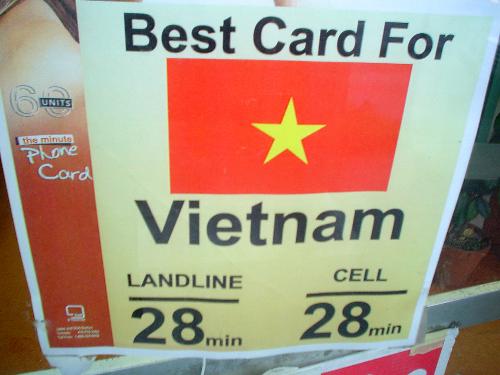 Best Card For
60
UNITS
the minute
Phone
Card
Vietnam
LANDLINE
28min
CELL
28min